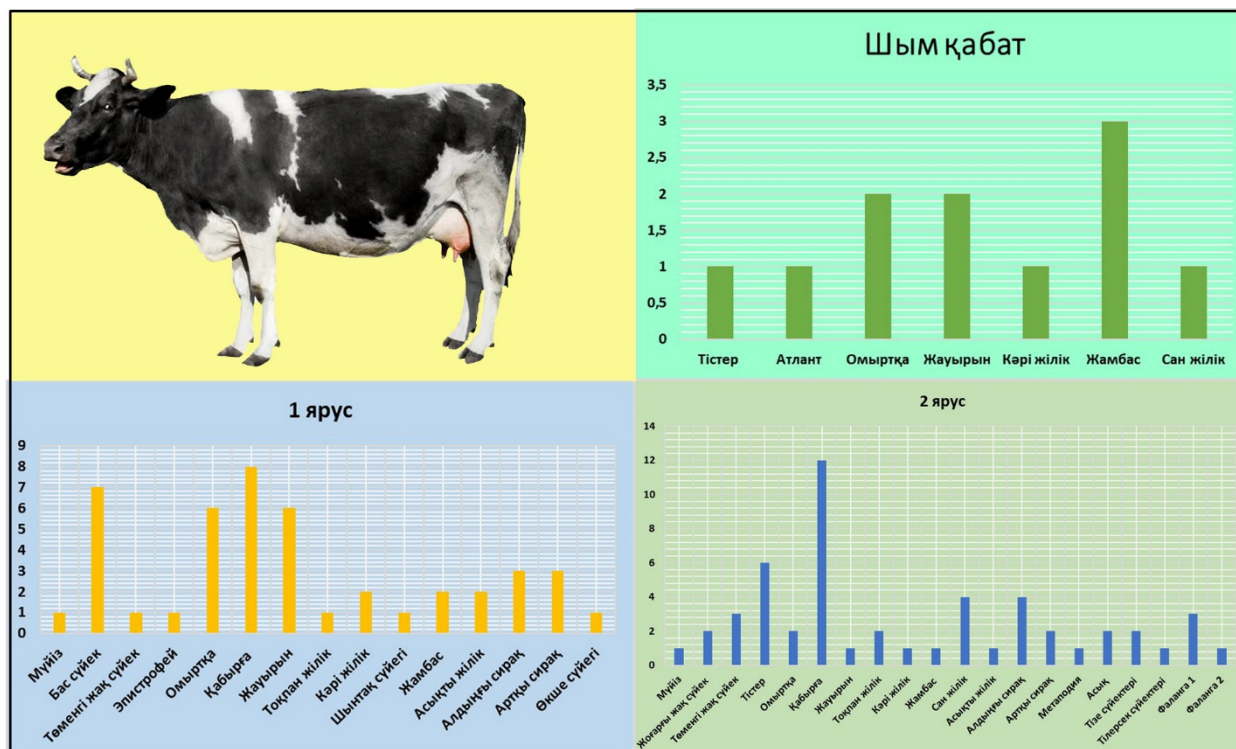 Шым қабат
3,5
3
2,5
2
1,5
1
0,5
0
Тістер
Атлант
Омыртқа
Жауырын
Кәрі жілік
Жамбас
Сан жілік
1 ярус
9
8
7
6
5
4
3
2
1
0
Мүйіз
Бас сүйек
Төменгі жақ сүйек
Эпистрофей
Омыртқа
Қабырға
Жауырын
Тоқпан жілік
Кәрі жілік
Шынтақ сүйегі
Жамбас
Асықты жілік
Алдыңғы сирақ
Артқы сирақ
Өкше сүйегі
2 ярус
14
12
10
8
6
4
2
0
Мүйіз
Жоғарғы жақ сүйек
Төменгі жақ сүйек
Тістер
Омыртқа
Қабырға
Жауырын
Тоқпан жілік
Кәрі жілік
Жамбас
Сан жілік
Асықты жілік
Алдыңғы сирақ
Артқы сирақ
Метаподия
Асық
Тізе сүйектері
Тілерсек сүйектері
Фаланга 1
Фаланга 2